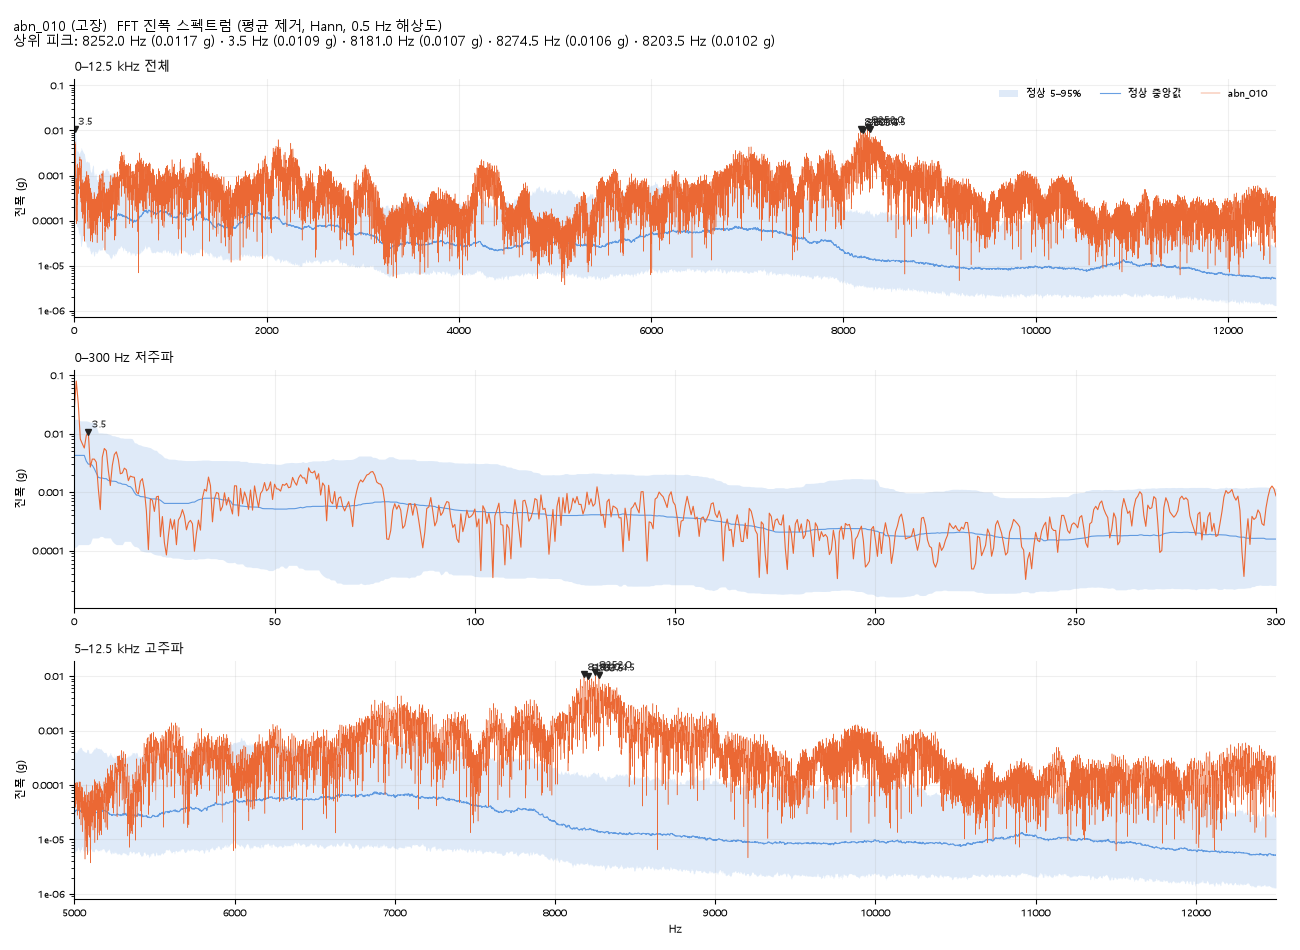 abn_010 (고장) FFT 진폭 스펙트럼 (평균 제거, Hann, 0.5 Hz 해상도)
상위 피크: 8252.0 Hz (0.0117 g) · 3.5 Hz (0.0109 g) · 8181.0 Hz (0.0107 g) · 8274.5 Hz (0.0106 g) · 8203.5 Hz (0.0102 g)
0–12.5 kHz 전체
정상 5–95% 정상 중앙값 abn_010
3.5
진폭 (g)
0.1
0.01
0.001
0.0001
1e-05
1e-06
0 2000 4000 6000 8000 10000 12000
0–300 Hz 저주파
3.5
진폭 (g)
0.1
0.01
0.001
0.0001
0 50 100 150 200 250 300
5–12.5 kHz 고주파
진폭 (g)
0.01
0.001
0.0001
1e-05
1e-06
5000 6000 7000 8000 9000 10000 11000 12000
Hz